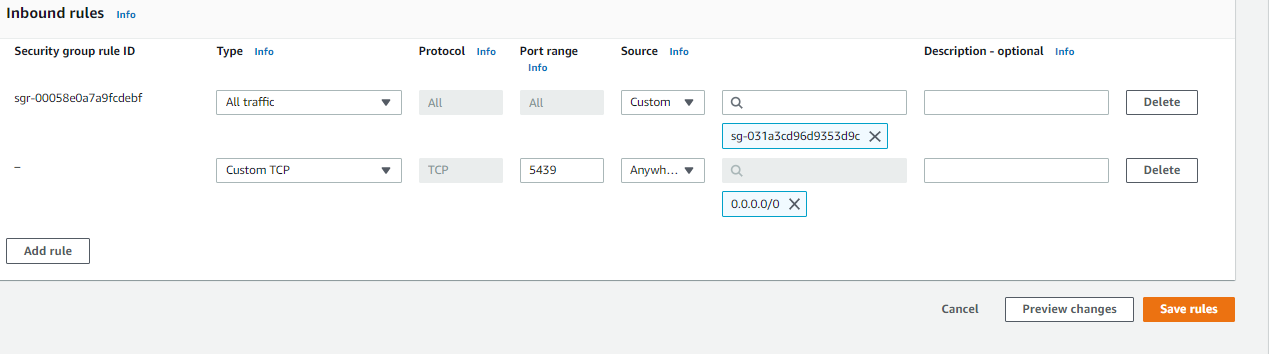 Inbound rules Info
Security group rule ID Type Info Protocol Info Port range Info Source Info Description - optional Info
sgr-00058e0a7a9fcdebf All traffic All All Custom Delete
sg-031a3cd96d9353d9c
– Custom TCP TCP 5439 Anywh... Delete
0.0.0.0/0
Add rule
Cancel Preview changes Save rules